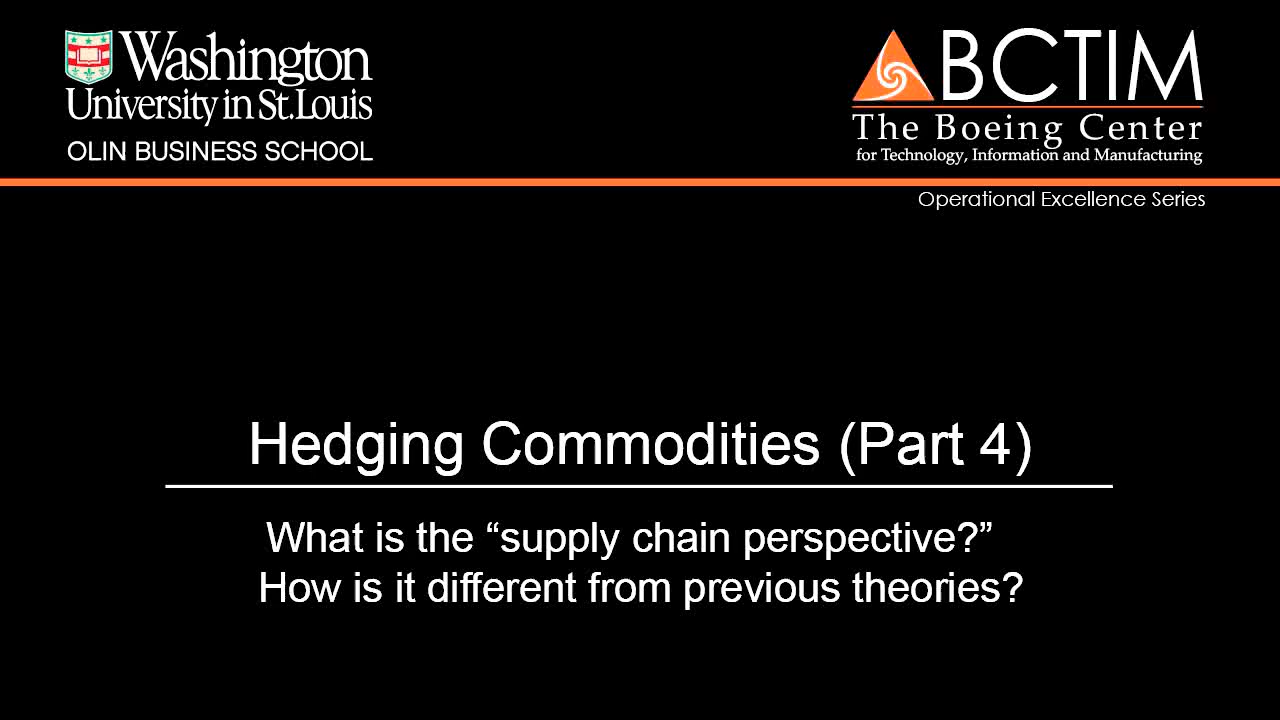 Washington
University in St. Louis
OLIN BUSINESS SCHOOL
BCTIM
The Boeing Center
for Technology, Information and Manufacturing
Operational Excellence Series
Hedging Commodities (Part 4)
What is the “supply chain perspective?”
How is it different from previous theories?